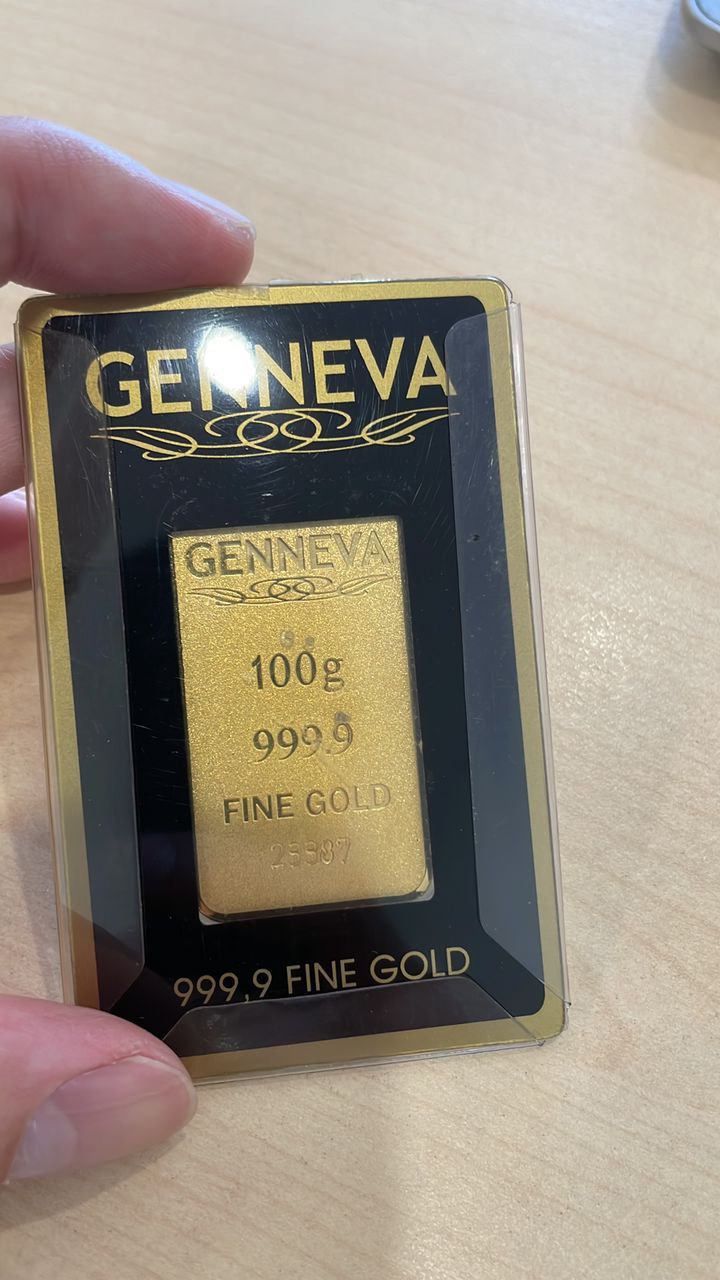 GENNEVA
GENNEVA
100g
999.9
FINE GOLD
999,9 FINE GOLD